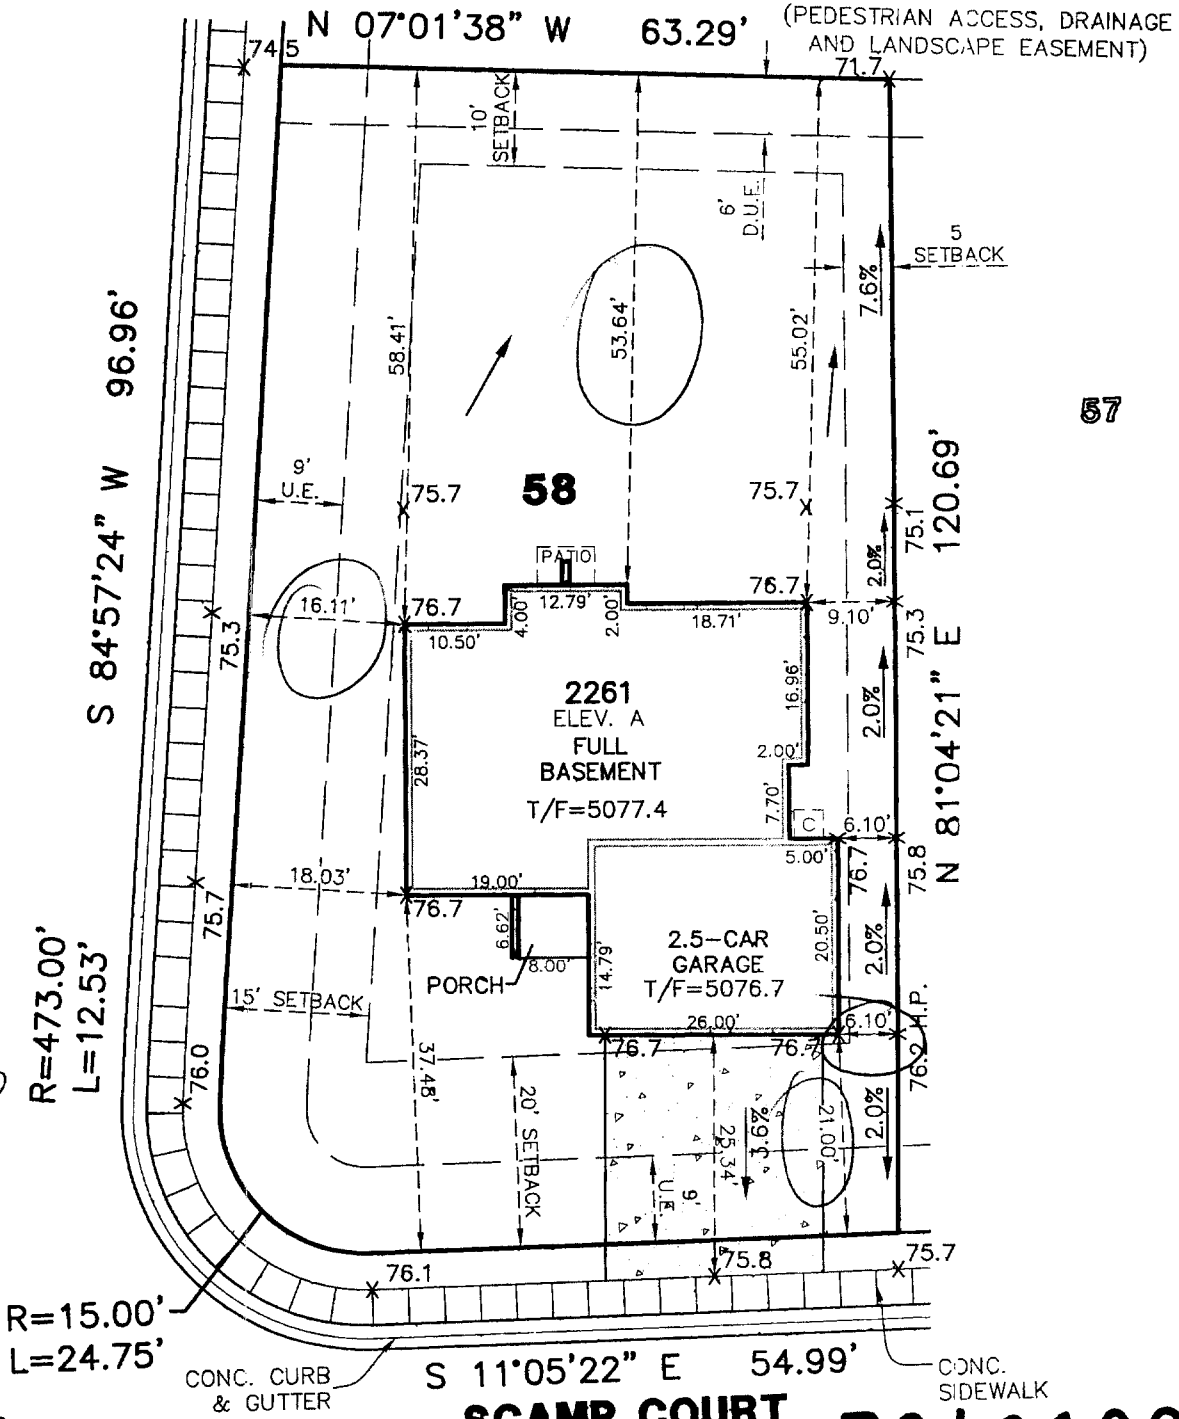 N 07°01'38" W 63.29'
(PEDESTRIAN ACCESS, DRAINAGE
AND LANDSCAPE EASEMENT)
74.5
71.7
10'
SETBACK
6'
D.U.E.
5
SETBACK
7.6%
58.41'
53.64'
55.02'
S 84°57'24" W 96.96'
57
9'
U.E.
58
75.7
75.7
75.1
N 81°04'21" E 120.69'
2.0%
PATIO
76.7
76.7
16.11'
12.79'
4.00'
2.00'
10.50'
18.71'
9.10'
75.3
75.3
2261
ELEV. A
FULL
BASEMENT
T/F=5077.4
16.96'
2.0%
28.37'
2.00'
7.70'
C
6.10'
5.00'
76.7
75.8
18.03'
19.00'
76.7
75.7
6.62'
8.00'
PORCH
14.79'
2.5-CAR
GARAGE
T/F=5076.7
20.50'
2.0%
26.00'
6.10'
76.2 H.P.
R=473.00'
L=12.53'
15' SETBACK
76.0
76.7
76.7
37.48'
20' SETBACK
9'
U.E.
25.34'
3.6%
21.00'
2.0%
76.1
75.8
75.7
R=15.00'
L=24.75'
CONC. CURB
& GUTTER
S 11°05'22" E 54.99'
CONC.
SIDEWALK
SCAMP COURT